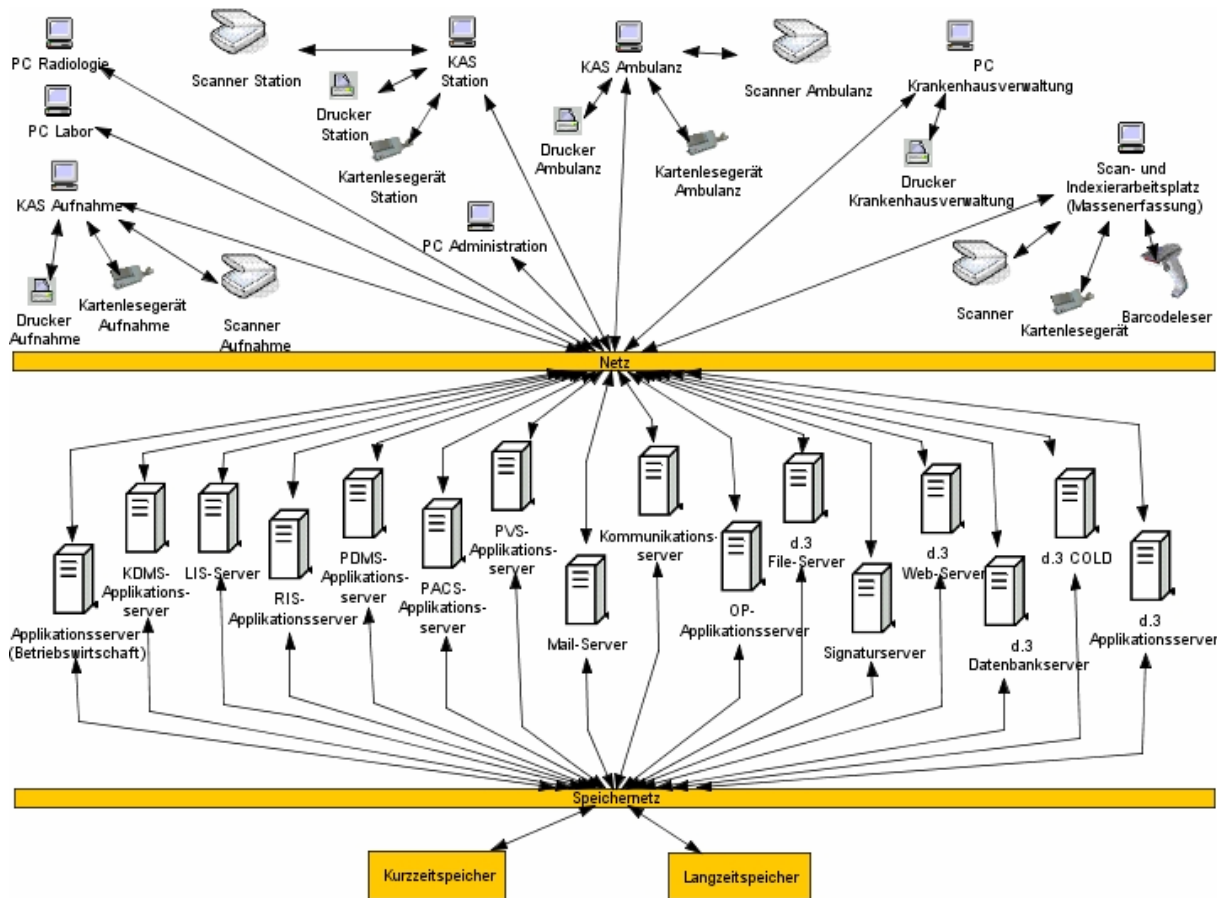 PC Radiologie
Scanner Station
KAS
Station
KAS Ambulanz
Scanner Ambulanz
PC
Krankenhausverwaltung
PC Labor
Drucker
Station
Kartenlesegerät
Station
Drucker
Ambulanz
Kartenlesegerät
Ambulanz
Drucker
Krankenhausverwaltung
Scan- und
Indexierarbeitsplatz
(Massenerfassung)
KAS Aufnahme
PC Administration
Drucker
Aufnahme
Kartenlesegerät
Aufnahme
Scanner
Aufnahme
Scanner
Kartenlesegerät
Barcodeleser
Netz
Applikationsserver
(Betriebswirtschaft)
KDMS-
Applikations-
server
LIS-Server
RIS-
Applikationsserver
PDMS-
Applikations-
server
PACS-
Applikations-
server
PVS-
Applikations-
server
Mail-Server
Kommunikations-
server
OP-
Applikationsserver
d.3
File-Server
Signaturserver
d.3
Web-Server
d.3
Datenbankserver
d.3 COLD
d.3
Applikationsserver
Speichernetz
Kurzzeitspeicher
Langzeitspeicher